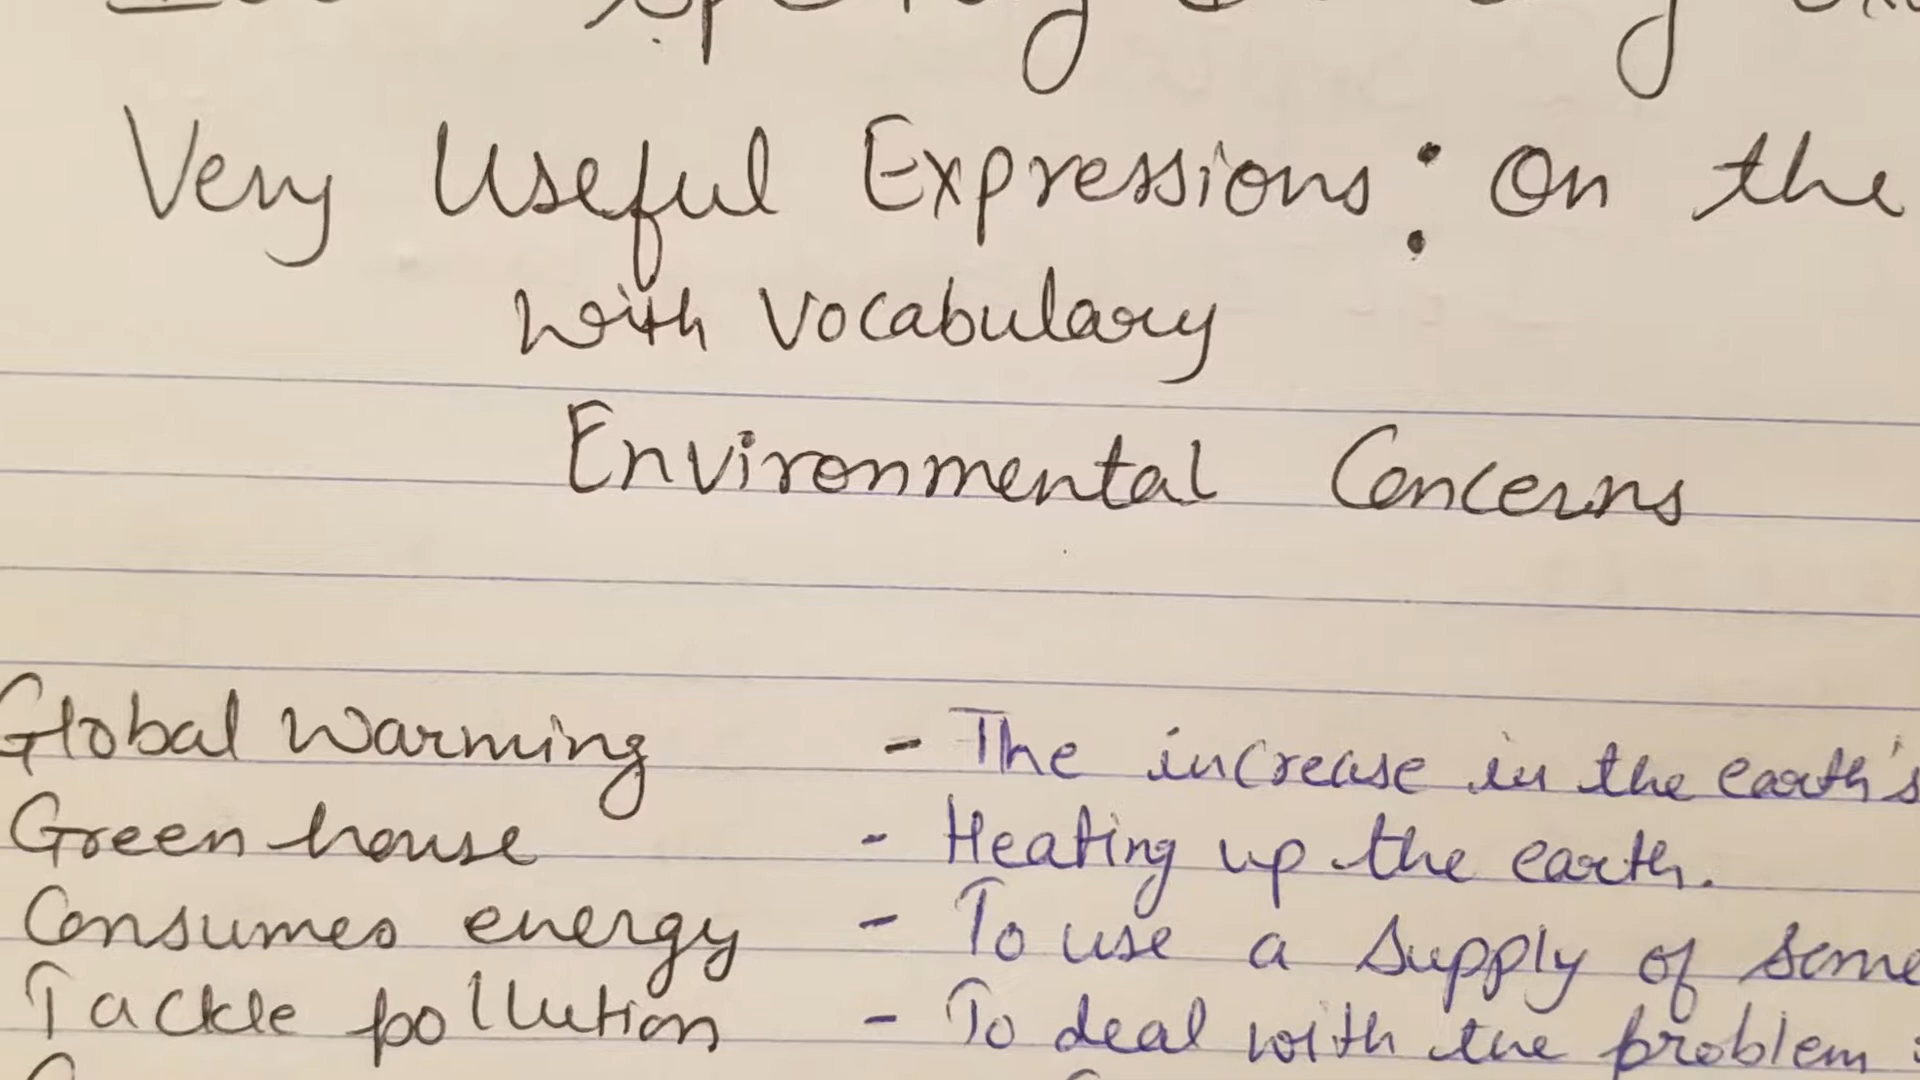 Very Useful Expressions: On the
with Vocabulary
Environmental Concerns
Global Warming - The increase in the earth's
Green house - Heating up the earth.
Consumes energy - To use a supply of some
Tackle pollution - To deal with the problem